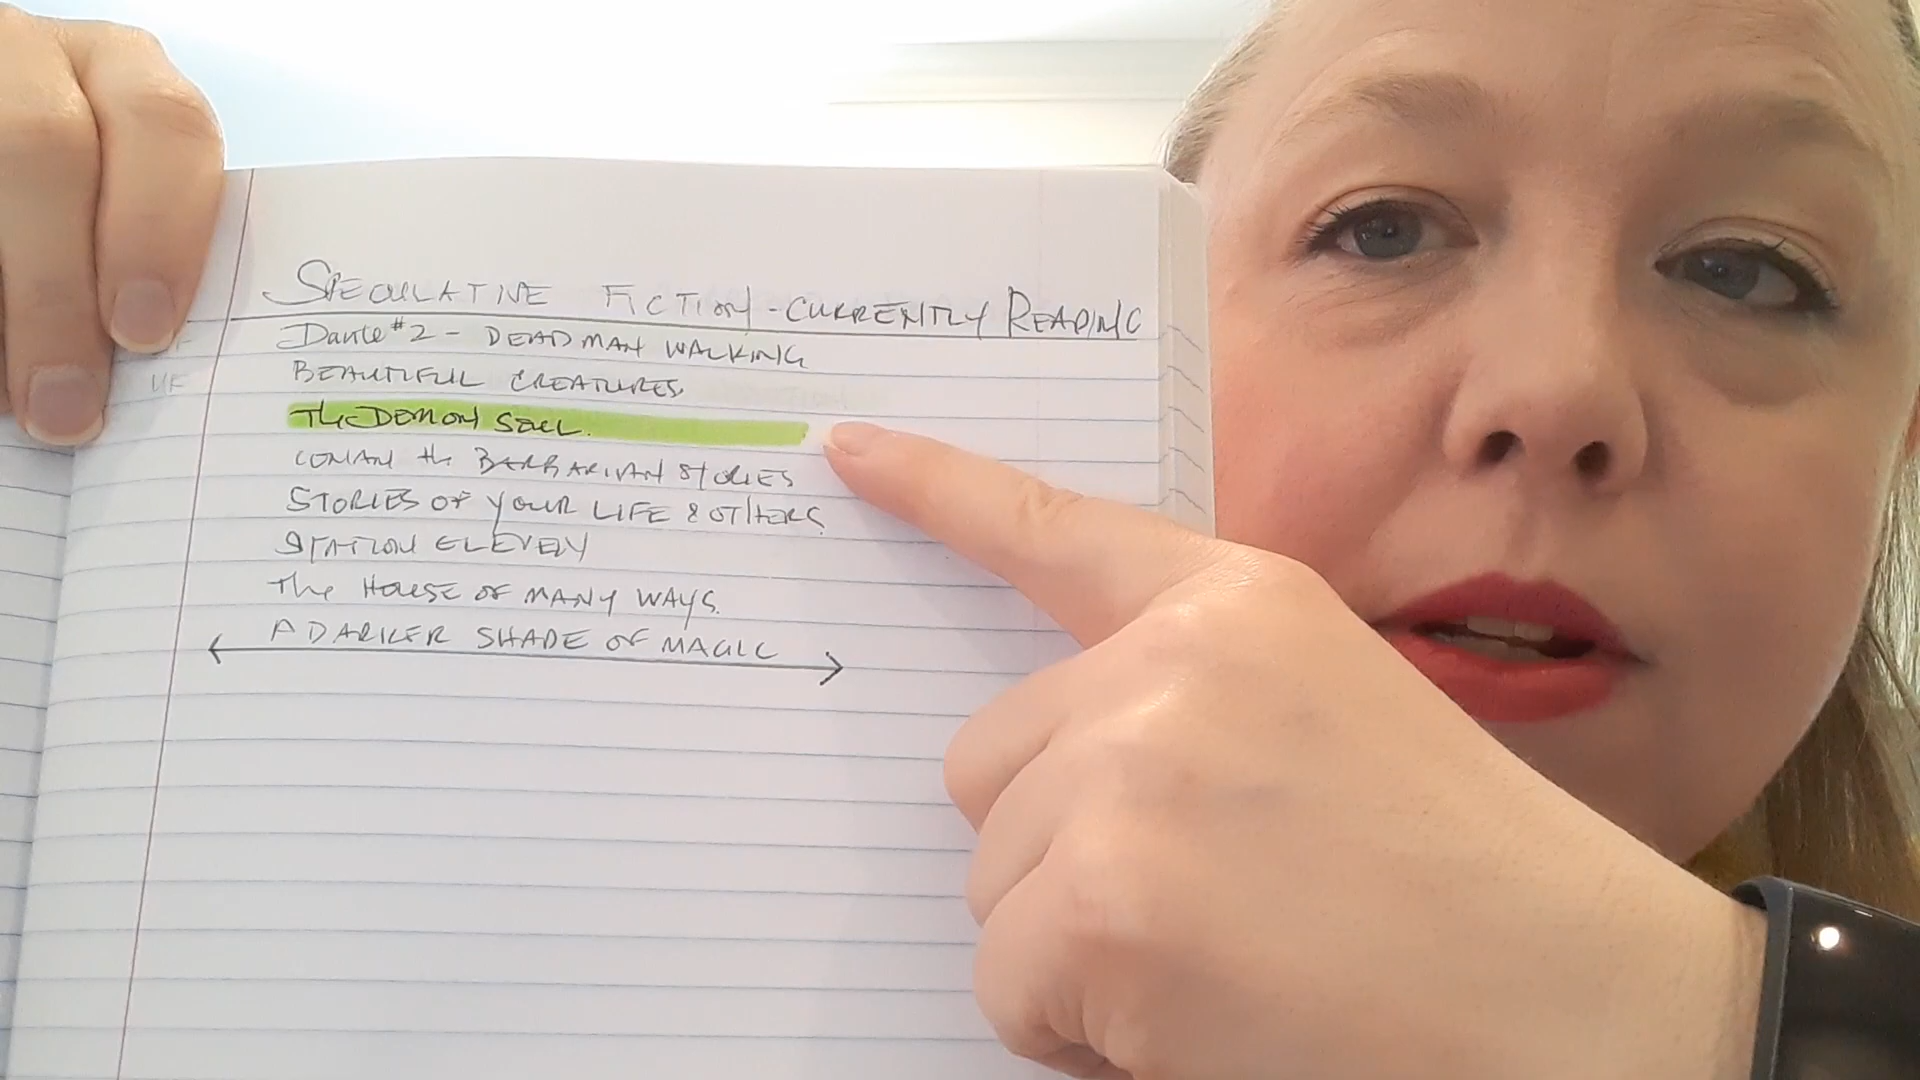 SPECULATIVE FICTION - CURRENTLY READING
Dante #2 - DEAD MAN WALKING
BEAUTIFUL CREATURES.
The DEMON
CONAN the BARBARIAN STORIES
STORIES OF YOUR LIFE & OTHERS.
STATION ELEVEN
The HOUSE OF MANY WAYS.
A DARKER SHADE OF MAGIC